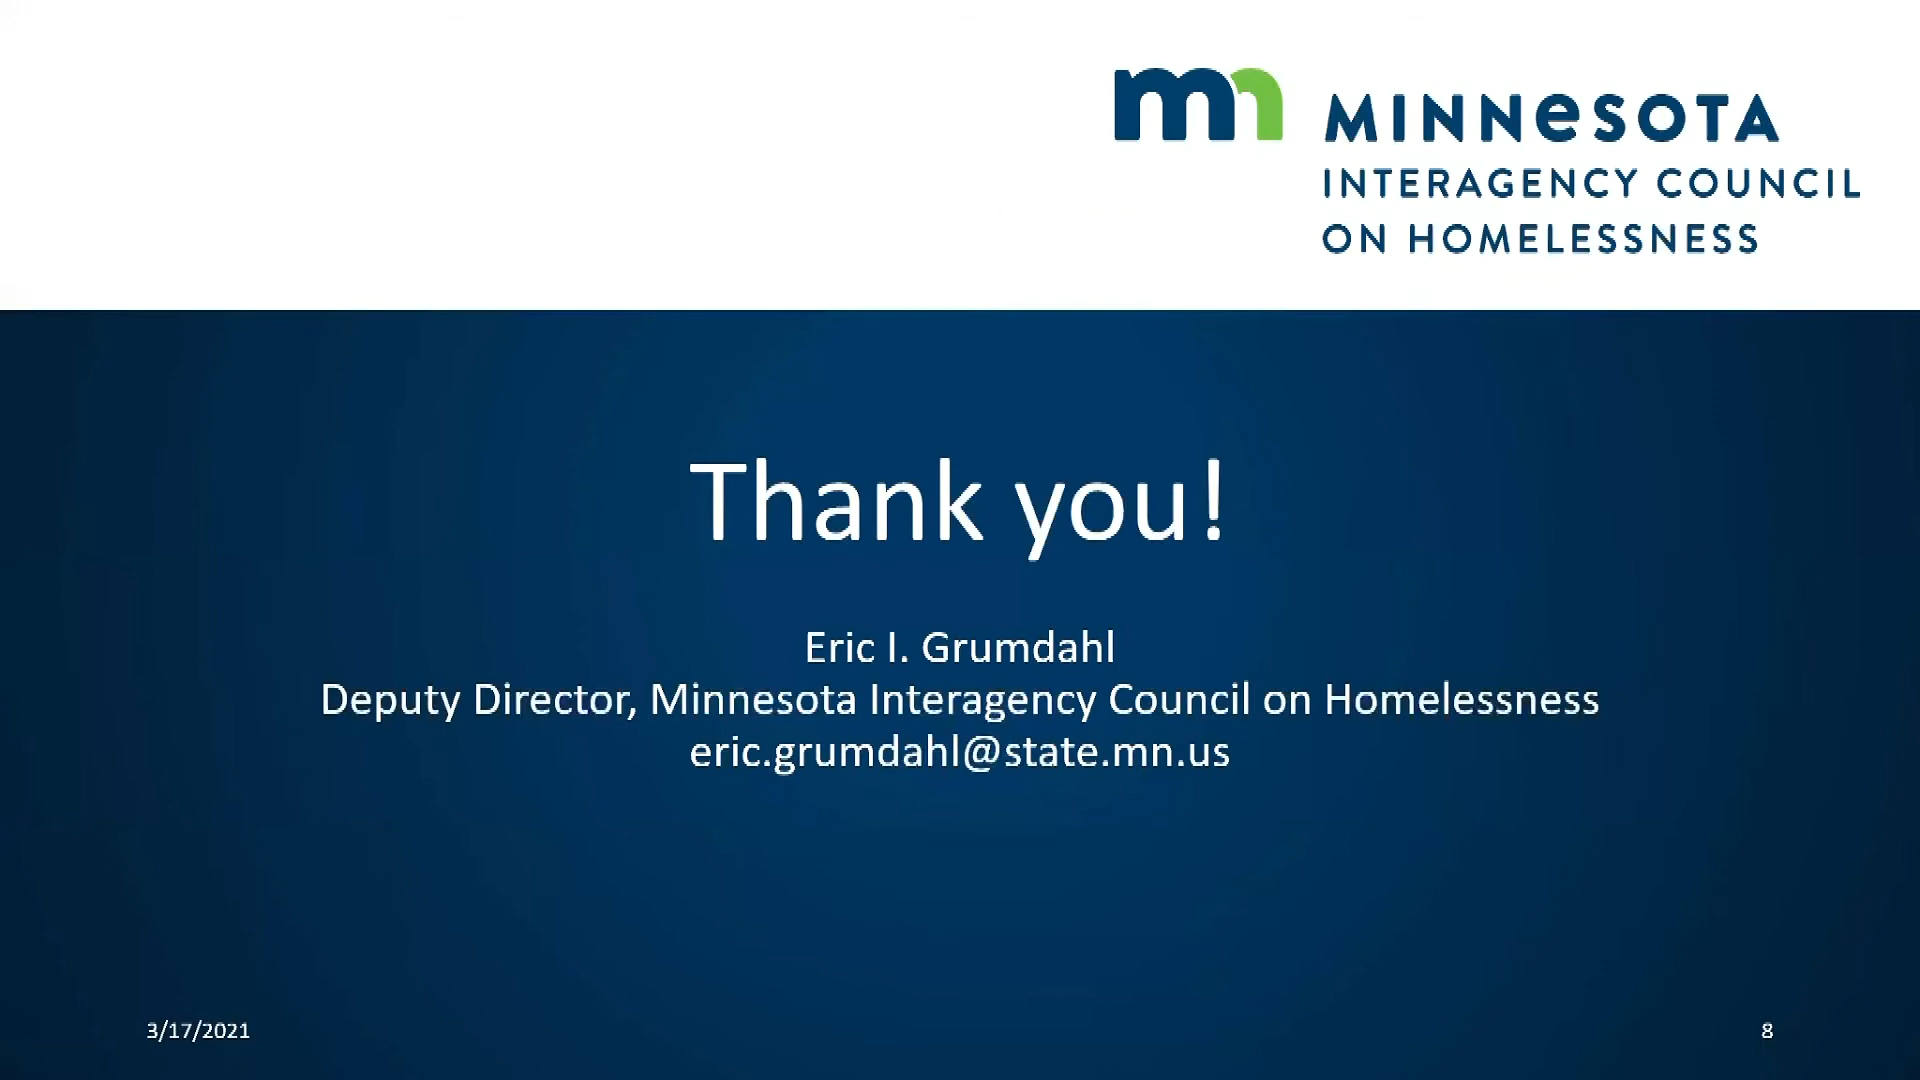 mn MINNESOTA
INTERAGENCY COUNCIL
ON HOMELESSNESS
Thank you!
Eric I. Grumdahl
Deputy Director, Minnesota Interagency Council on Homelessness
eric.grumdahl@state.mn.us
3/17/2021
8